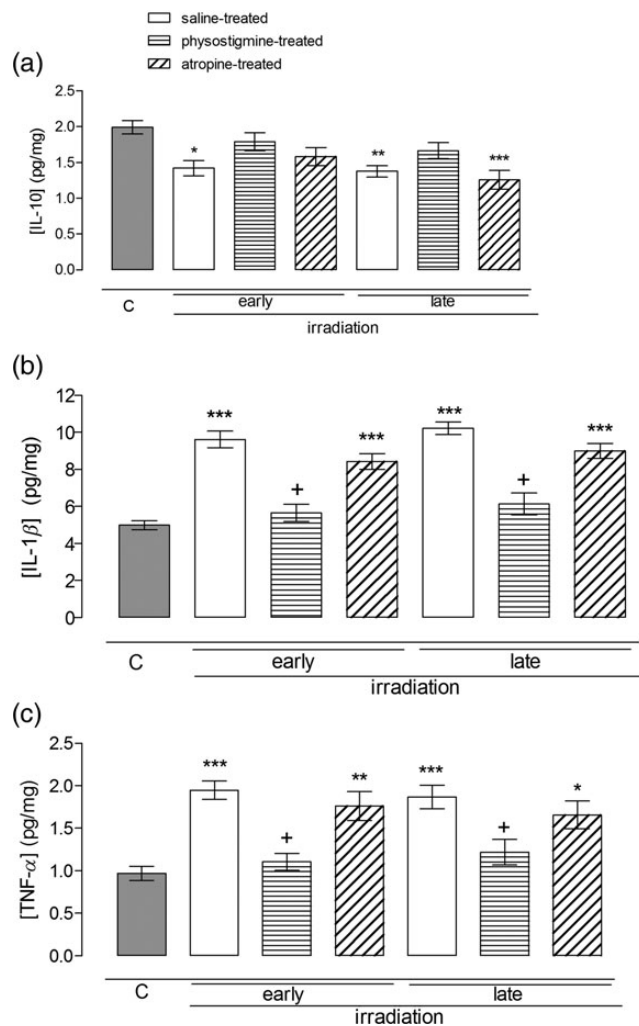 saline-treated
physostigmine-treated
atropine-treated
(a)
[IL-10] (pg/mg)
2.5
2.0
1.5
1.0
0.5
0.0
*
**
***
C
early
late
irradiation
(b)
[IL-1β] (pg/mg)
12
10
8
6
4
2
0
***
+
***
***
+
***
C
early
late
irradiation
(c)
[TNF-α] (pg/mg)
2.5
2.0
1.5
1.0
0.5
0.0
***
+
**
***
+
*
C
early
late
irradiation